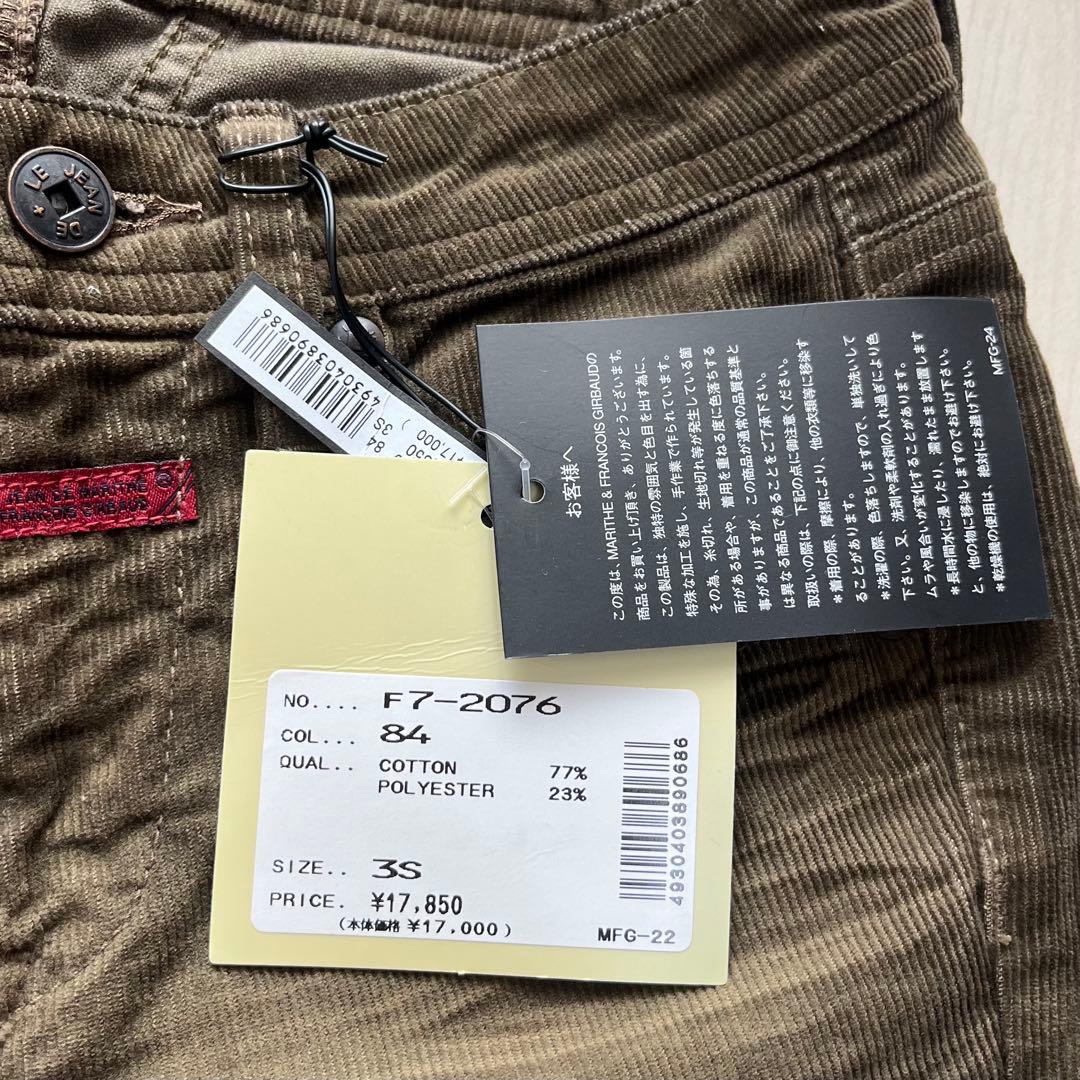 LE JEAN DE
4930403890686
3S
84
17,000 )
JEAN DE MARITHÉ
FRANÇOIS GIRBAUD
MFG-24
お客様へ
この度は、MARITHE & FRANCOIS GIRBAUDの
商品をお買い上げ頂き、ありがとうございます。
この製品は、独特の雰囲気と色目を出す為に、
特殊な加工を施し、手作業で作られています。
その為、糸切れ、生地切れ等が発生している箇
所がある場合や、着用を重ねる度に色落ちする
事がありますが、この商品が通常の品質基準と
は異なる商品であることをご了承下さい。
取扱いの際は、下記の点に御注意ください。
*着用の際、摩擦により、他の衣類等に移染す
ることがあります。
*洗濯の際、色落ちしますので、単独洗いして
下さい。又、洗剤や柔軟剤の入れ過ぎにより色
ムラや風合いが変化することがあります。
*長時間水に浸したり、濡れたまま放置します
と、他の物に移染しますのでお避け下さい。
*乾燥機の使用は、絶対にお避け下さい。
NO.... F7-2076
COL... 84
QUAL.. COTTON 77%
POLYESTER 23%
SIZE.. 3S
PRICE. ¥17,850
(本体価格 ¥17,000)
MFG-22
4930403890686